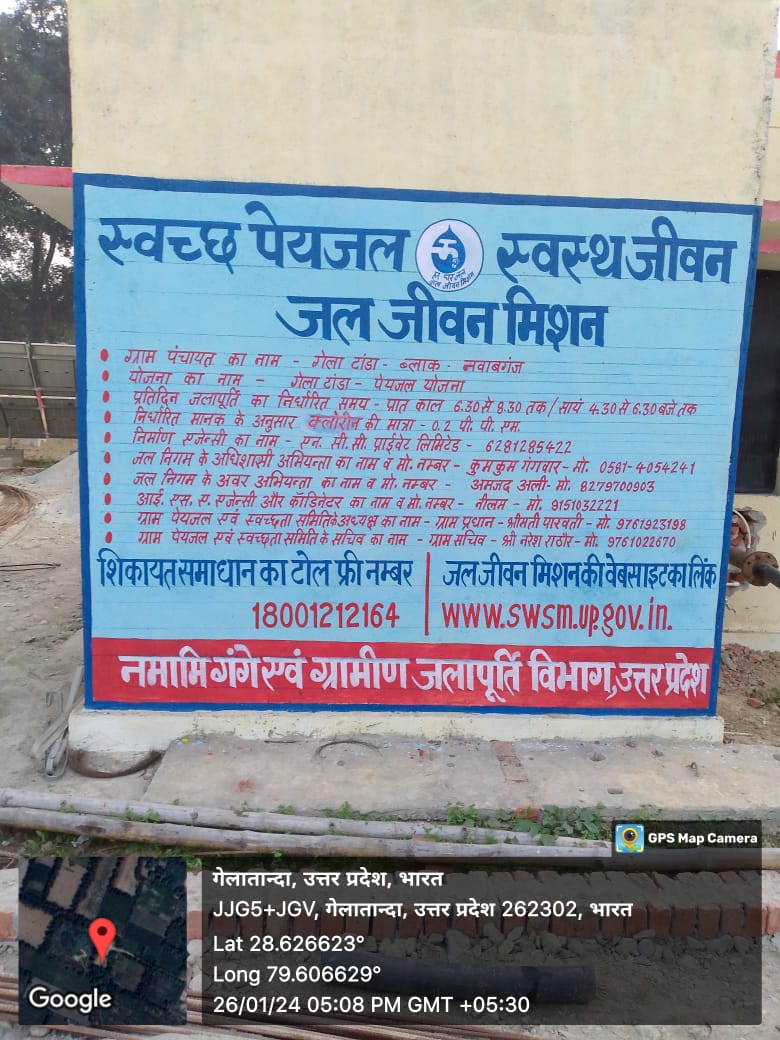 स्वच्छ पेयजल स्वस्थ जीवन
हर घर जल
जल जीवन मिशन
जल जीवन मिशन
• ग्राम पंचायत का नाम - गेला टांडा - ब्लाक - नवाबगंज
• योजना का नाम - गेला टांडा - पेयजल योजना
• प्रतिदिन जलापूर्ति का निर्धारित समय - प्रात काल 6.30 से 8.30 तक / सायं 4.30 से 6.30 बजे तक
• निर्धारित मानक के अनुसार क्लोरीन की मात्रा - 0.2 पी. पी. एम.
• निर्माण एजेन्सी का नाम - एन. सी. सी. प्राईवेट लिमिटेड - 6281285422
• जल निगम के अधिशासी अभियन्ता का नाम व मो. नम्बर - कुमकुम गंगवार - मो. 0581-4054241
• जल निगम के अवर अभियन्ता का नाम व मो. नम्बर - अमजद अली - मो. 8279700903
• आई. एस. ए. एजेन्सी और कॉडिनेटर का नाम व मो. नम्बर - नीलम - मो. 9151032221
• ग्राम पेयजल एवं स्वच्छता समिति के अध्यक्ष का नाम - ग्राम प्रधान - श्रीमती पारवती - मो. 9761923198
• ग्राम पेयजल एवं स्वच्छता समिति के सचिव का नाम - ग्राम सचिव - श्री नरेश राठौर - मो. 9761022670
शिकायत समाधान का टोल फ्री नम्बर
18001212164
जल जीवन मिशन की वेबसाइट का लिंक
www.swsm.up.gov.in.
नमामि गंगे एवं ग्रामीण जलापूर्ति विभाग, उत्तर प्रदेश
GPS Map Camera
गेलातान्दा, उत्तर प्रदेश, भारत
JJG5+JGV, गेलातान्दा, उत्तर प्रदेश 262302, भारत
Lat 28.626623°
Long 79.606629°
26/01/24 05:08 PM GMT +05:30
Google